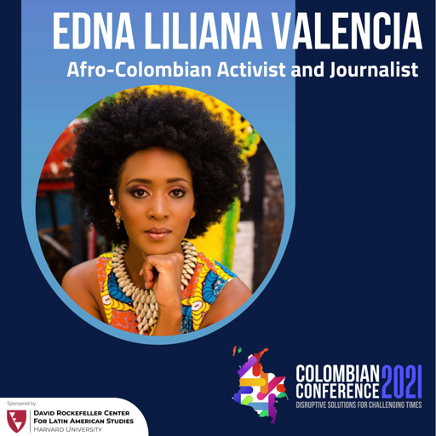 EDNA LILIANA VALENCIA
Afro-Colombian Activist and Journalist
COLOMBIAN
CONFERENCE 2021
DISRUPTIVE SOLUTIONS FOR CHALLENGING TIMES
Sponsored by
DAVID ROCKEFELLER CENTER
FOR LATIN AMERICAN STUDIES
HARVARD UNIVERSITY